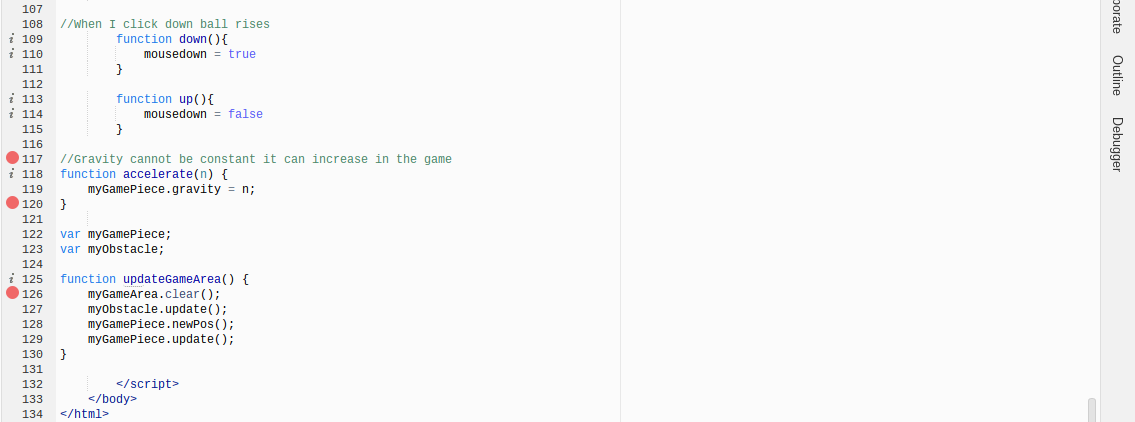 107
108 //When I click down ball rises
i 109 function down(){
i 110 mousedown = true
111 }
112
i 113 function up(){
i 114 mousedown = false
115 }
116
117 //Gravity cannot be constant it can increase in the game
i 118 function accelerate(n) {
119 myGamePiece.gravity = n;
120 }
121
122 var myGamePiece;
123 var myObstacle;
124
i 125 function updateGameArea() {
126 myGameArea.clear();
127 myObstacle.update();
128 myGamePiece.newPos();
129 myGamePiece.update();
130 }
131
132 </script>
133 </body>
134 </html>
porate
Outline
Debugger